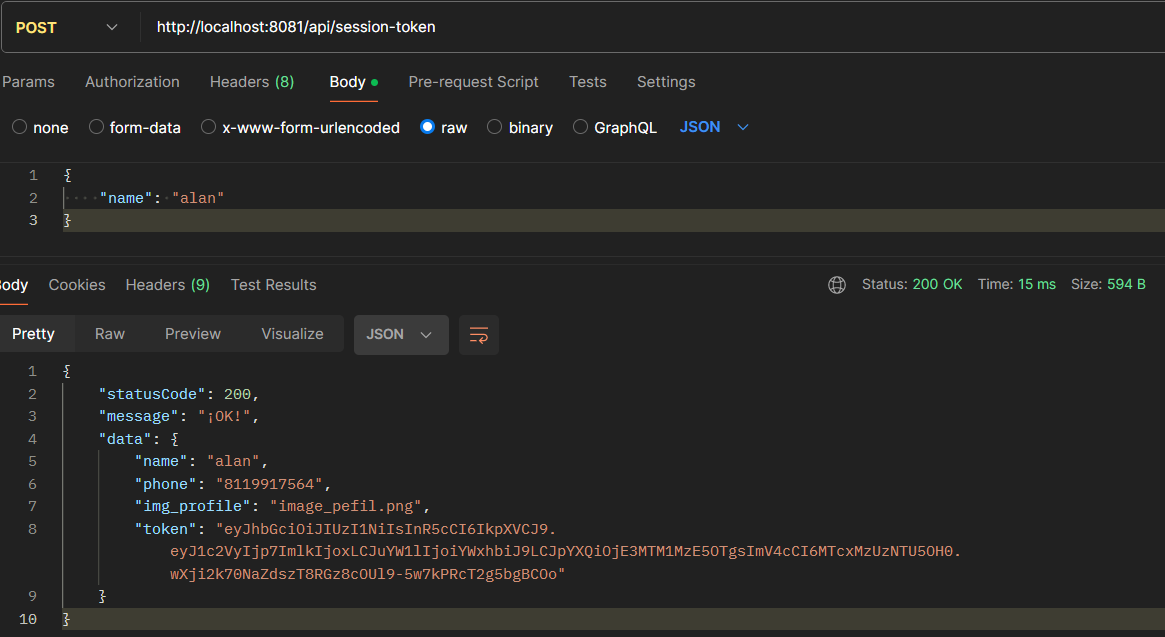 POST http://localhost:8081/api/session-token
Params Authorization Headers (8) Body Pre-request Script Tests Settings
none form-data x-www-form-urlencoded raw binary GraphQL JSON
1 {
2 "name": "alan"
3 }
ody Cookies Headers (9) Test Results Status: 200 OK Time: 15 ms Size: 594 B
Pretty Raw Preview Visualize JSON
1 {
2 "statusCode": 200,
3 "message": "¡OK!",
4 "data": {
5 "name": "alan",
6 "phone": "8119917564",
7 "img_profile": "image_pefil.png",
8 "token": "eyJhbGciOiJIUzI1NiIsInR5cCI6IkpXVCJ9.
eyJ1c2VyIjp7ImlkIjoxLCJuYW1lIjoiYWxhbiJ9LCJpYXQiOjE3MTM1MzE5OTgsImV4cCI6MTcxMzUzNTU5OH0.
wXji2k70NaZdszT8RGz8cOUl9-5w7kPRcT2g5bgBCOo"
9 }
10 }